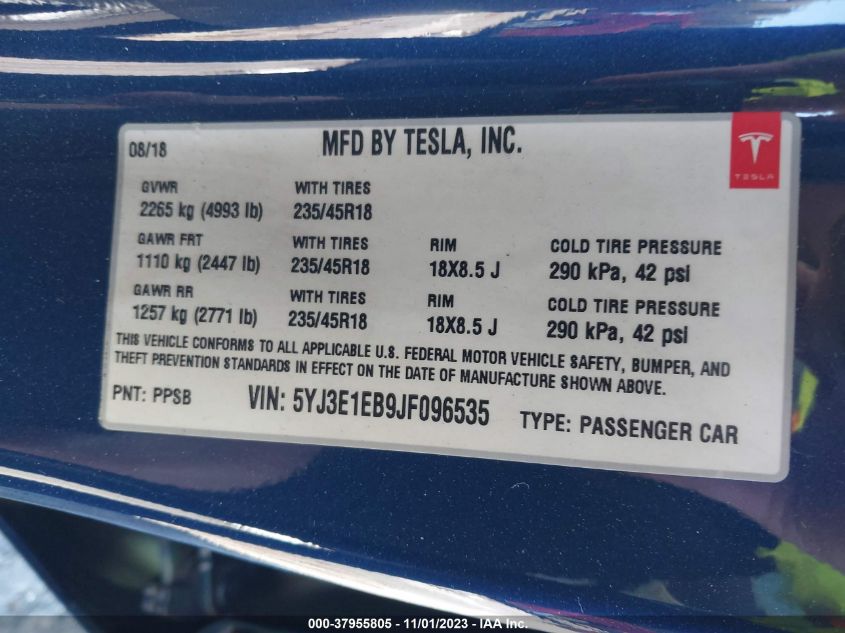 08/18 MFD BY TESLA, INC.
TESLA
GVWR WITH TIRES
2265 kg (4993 lb) 235/45R18
GAWR FRT WITH TIRES RIM COLD TIRE PRESSURE
1110 kg (2447 lb) 235/45R18 18X8.5 J 290 kPa, 42 psi
GAWR RR WITH TIRES RIM COLD TIRE PRESSURE
1257 kg (2771 lb) 235/45R18 18X8.5 J 290 kPa, 42 psi
THIS VEHICLE CONFORMS TO ALL APPLICABLE U.S. FEDERAL MOTOR VEHICLE SAFETY, BUMPER, AND
THEFT PREVENTION STANDARDS IN EFFECT ON THE DATE OF MANUFACTURE SHOWN ABOVE.
PNT: PPSB VIN: 5YJ3E1EB9JF096535 TYPE: PASSENGER CAR
000-37955805 - 11/01/2023 - IAA Inc.